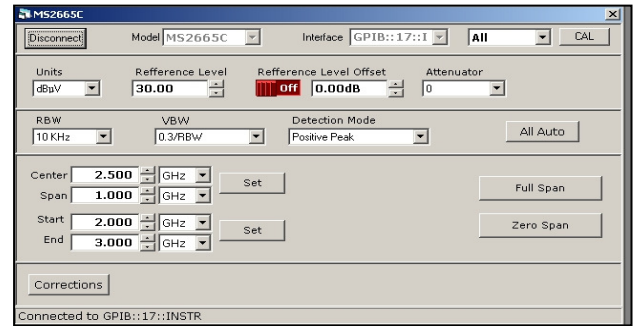 MS2665C
Disconnect Model MS2665C Interface GPIB::17::I All CAL
Units Refference Level Refference Level Offset Attenuator
dBµV 30.00 Off 0.00dB 0
RBW VBW Detection Mode
10 KHz 0.3/RBW Positive Peak All Auto
Center 2.500 GHz Set
Span 1.000 GHz Full Span
Start 2.000 GHz Set Zero Span
End 3.000 GHz
Corrections
Connected to GPIB::17::INSTR